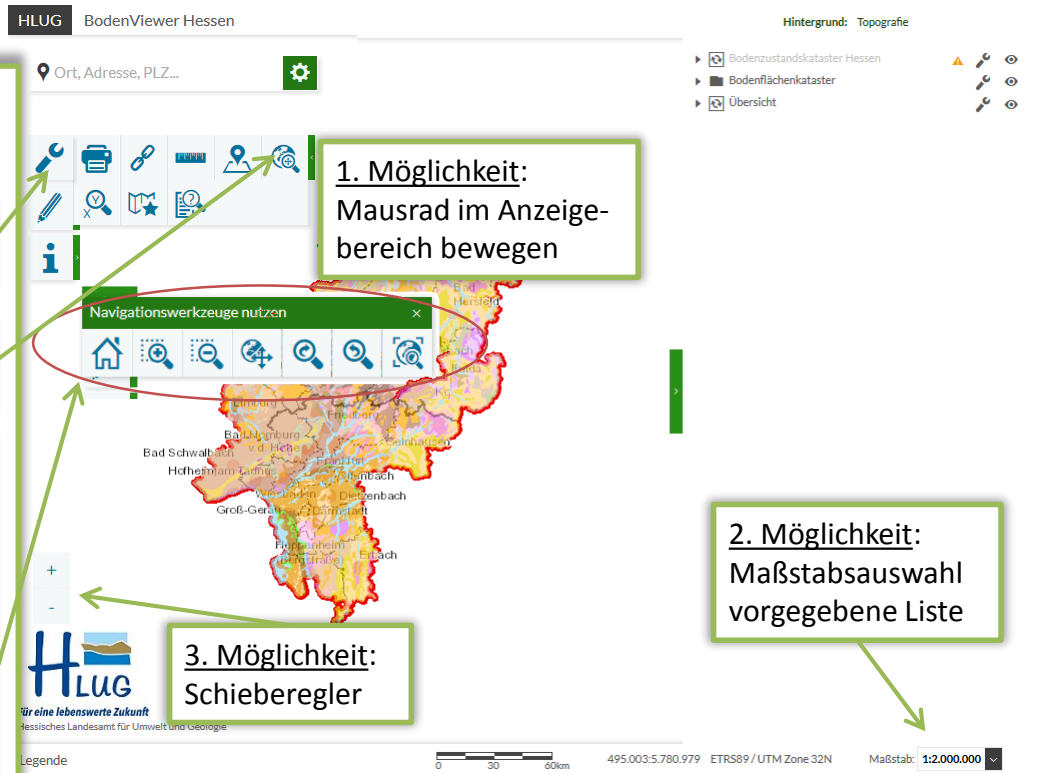 HLUG BodenViewer Hessen
Hintergrund: Topografie
Ort, Adresse, PLZ...
Bodenzustandskataster Hessen
Bodenflächenkataster
Übersicht
1. Möglichkeit:
Mausrad im Anzeige-
bereich bewegen
Bad
Hersfeld
Navigationswerkzeuge nutzen ×
Limburg
Friedberg
Bad Homburg
v.d. Höhe
Gelnhausen
Bad Schwalbach
Frankfurt
Hofheim am Taunus
Offenbach
Wiesbaden
Dietzenbach
Groß-Gerau
Darmstadt
Heppenheim
(Bergstraße)
Erbach
+
-
2. Möglichkeit:
Maßstabsauswahl
vorgegebene Liste
3. Möglichkeit:
Schieberegler
HLUG
für eine lebenswerte Zukunft
Hessisches Landesamt für Umwelt und Geologie
Legende
0 30 60km
495.003:5.780.979 ETRS89 / UTM Zone 32N
Maßstab: 1:2.000.000